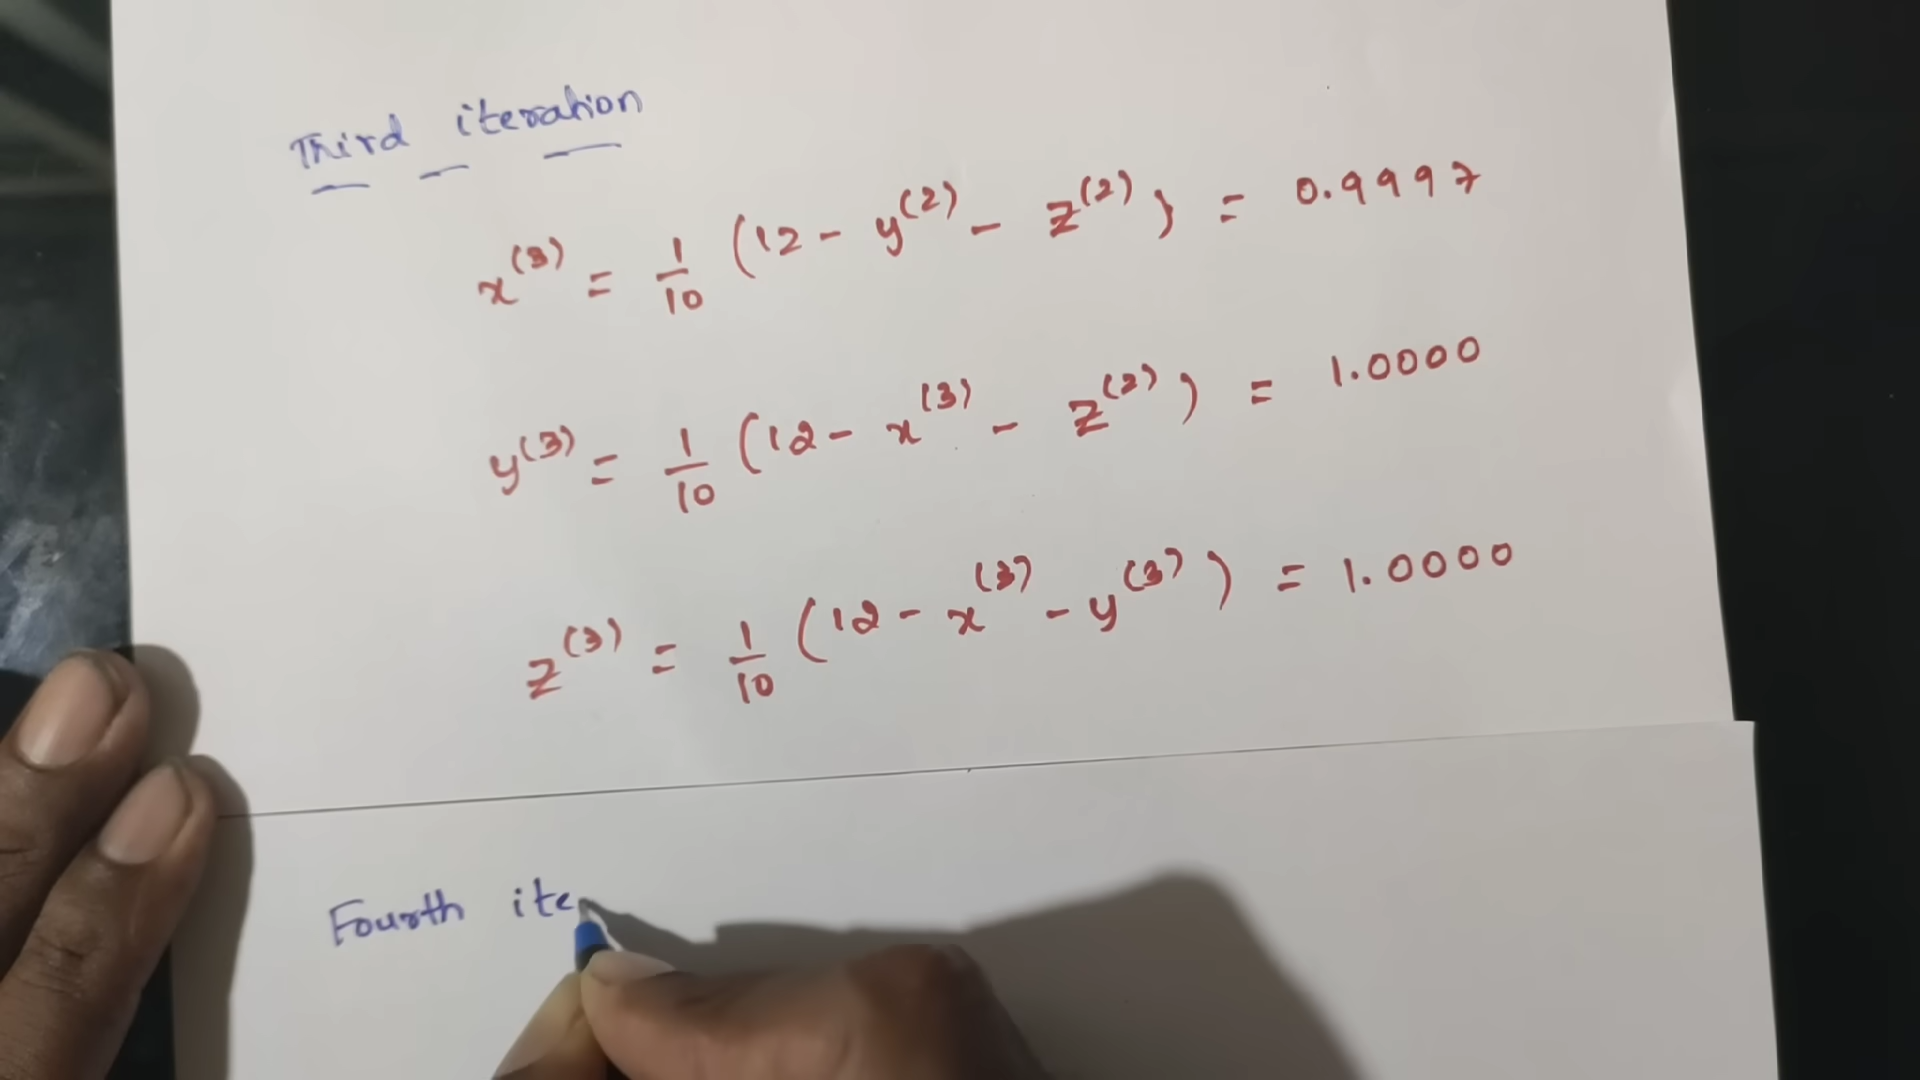 Third iteration
x^(3) = 1/10 (12 - y^(2) - z^(2)) = 0.9997
y^(3) = 1/10 (12 - x^(3) - z^(2)) = 1.0000
z^(3) = 1/10 (12 - x^(3) - y^(3)) = 1.0000
Fourth ite